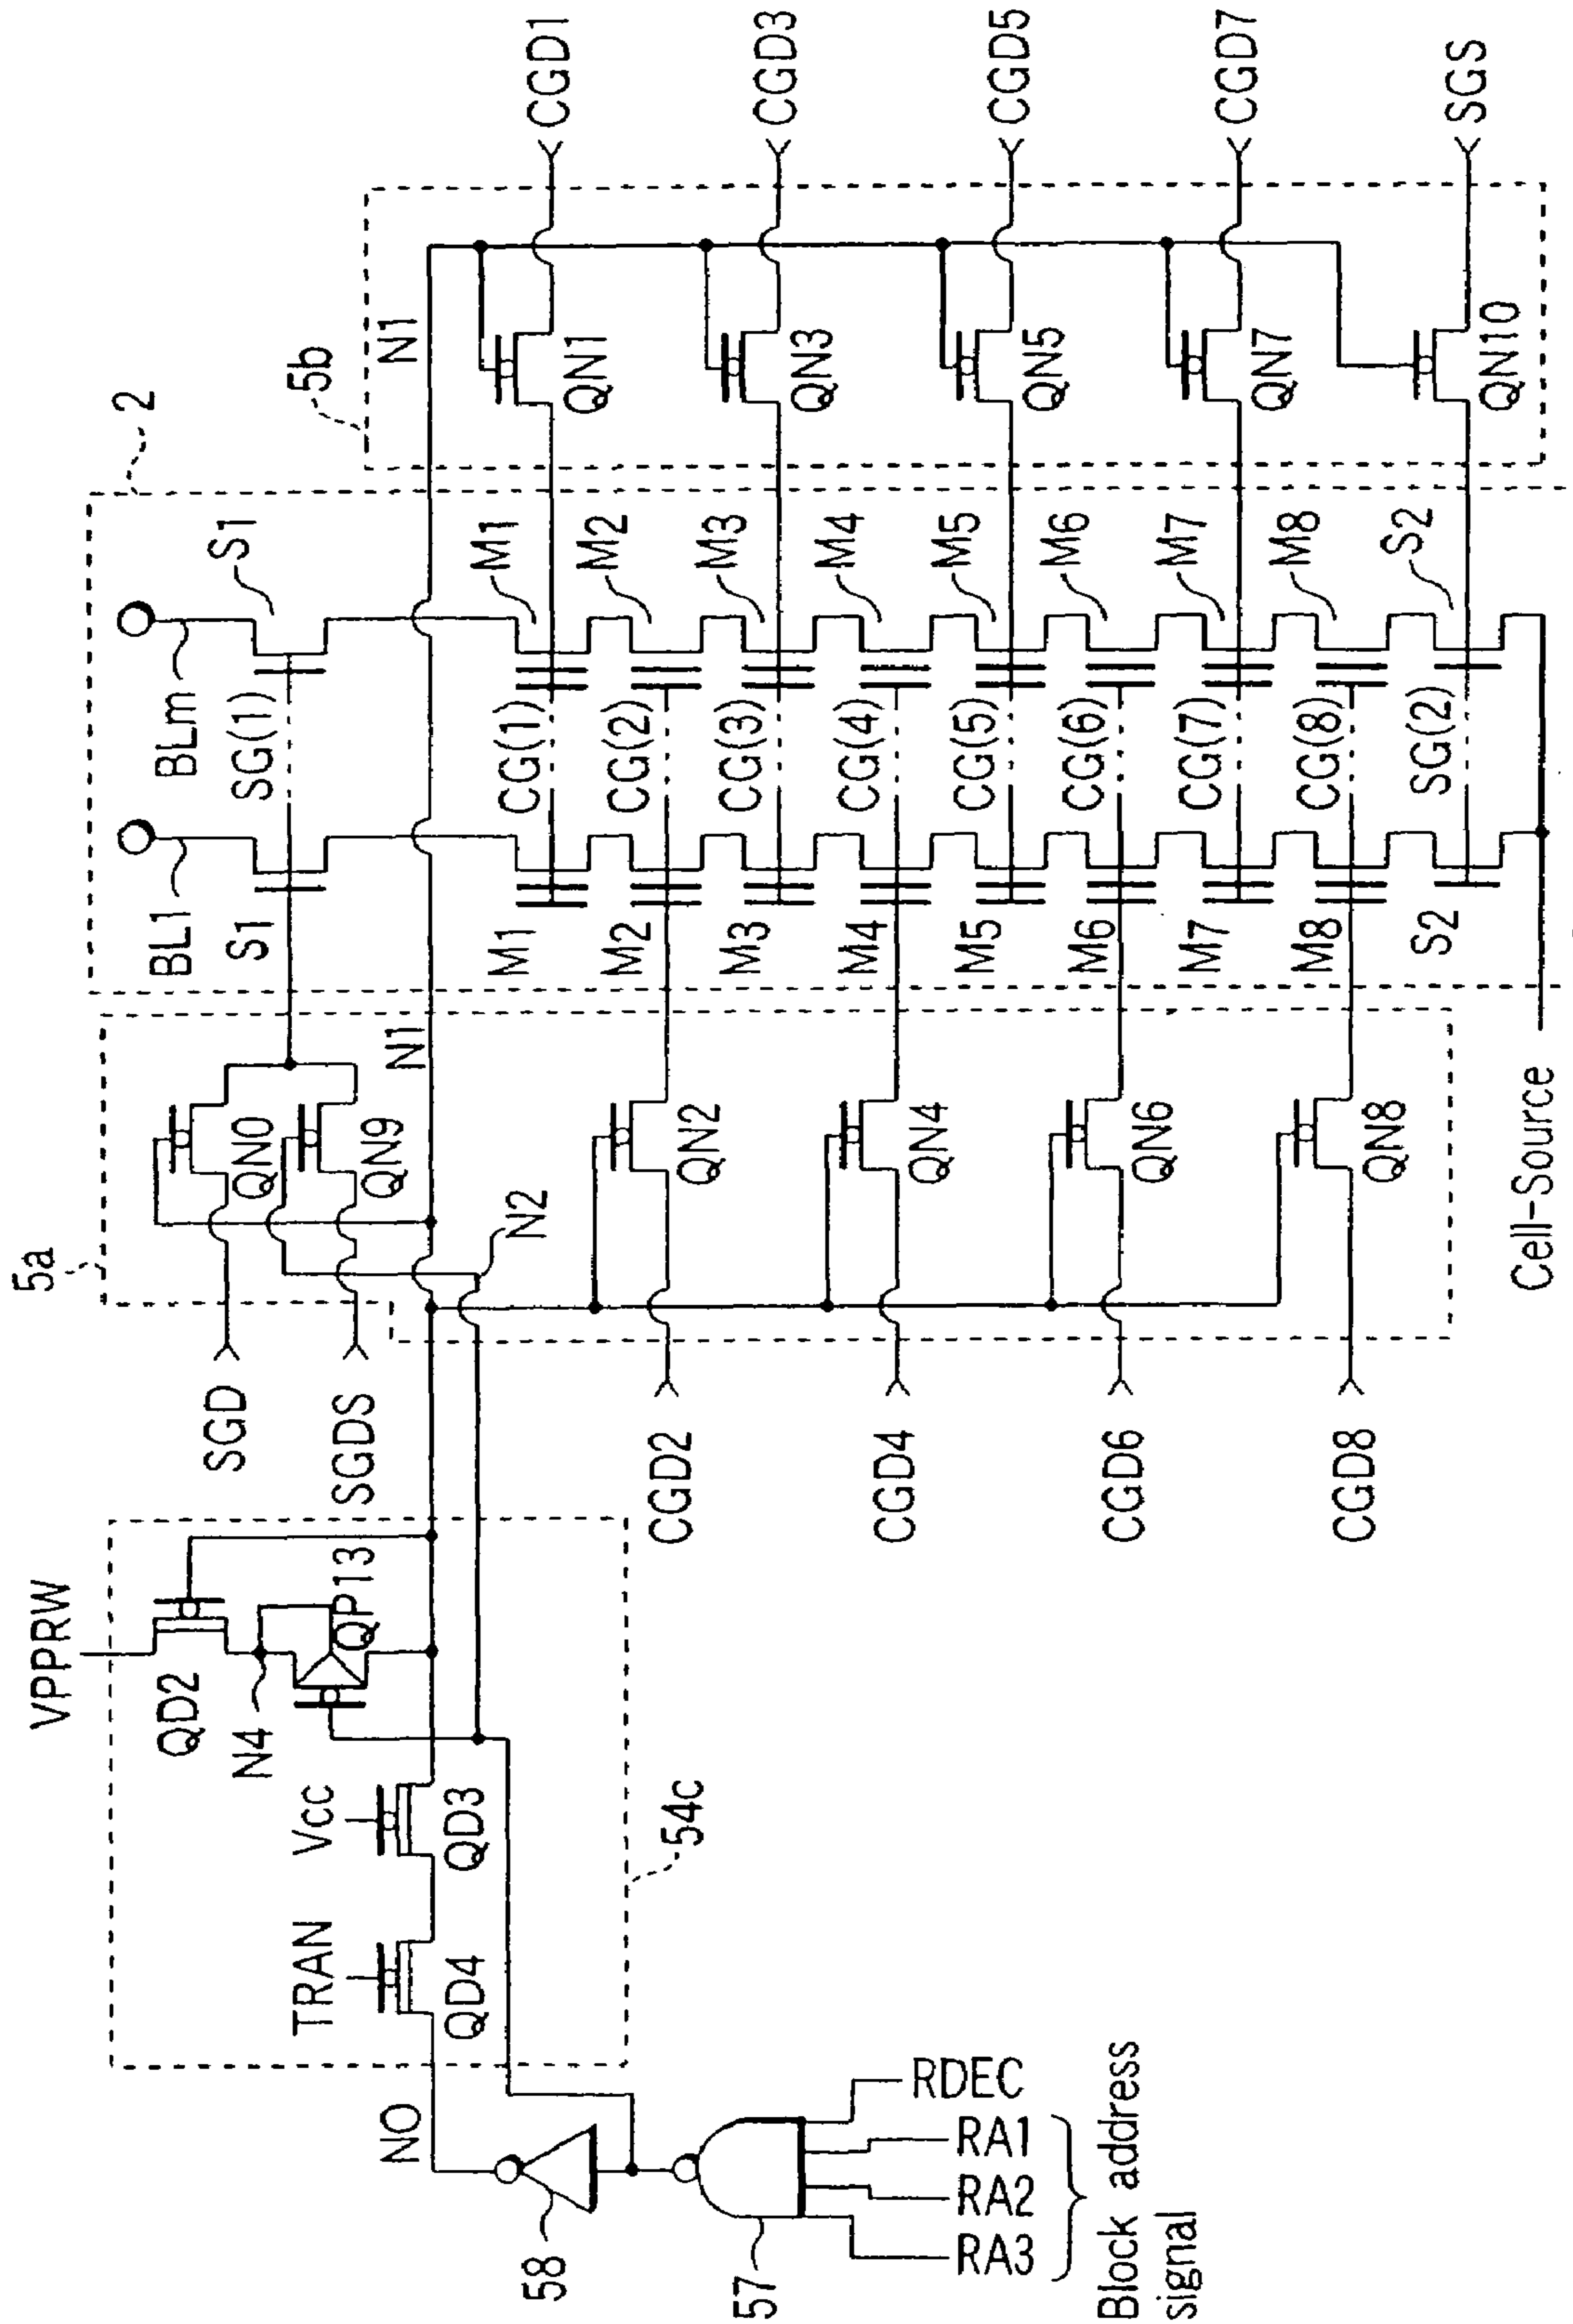 VPPRW
QD2
N4
QP13
Vcc
QD3
TRAN
QD4
54c
NO
58
57
RDEC
RA1
RA2
RA3
Block address
signal
5a
SGD
SGDS
QN0
QN9
N1
N2
CGD2
QN2
CGD4
QN4
CGD6
QN6
CGD8
QN8
2
BL1
BLm
S1
SG(1)
S1
M1
CG(1)
M1
M2
CG(2)
M2
M3
CG(3)
M3
M4
CG(4)
M4
M5
CG(5)
M5
M6
CG(6)
M6
M7
CG(7)
M7
M8
CG(8)
M8
S2
SG(2)
S2
Cell-Source
5b
N1
QN1
CGD1
QN3
CGD3
QN5
CGD5
QN7
CGD7
QN10
SGS